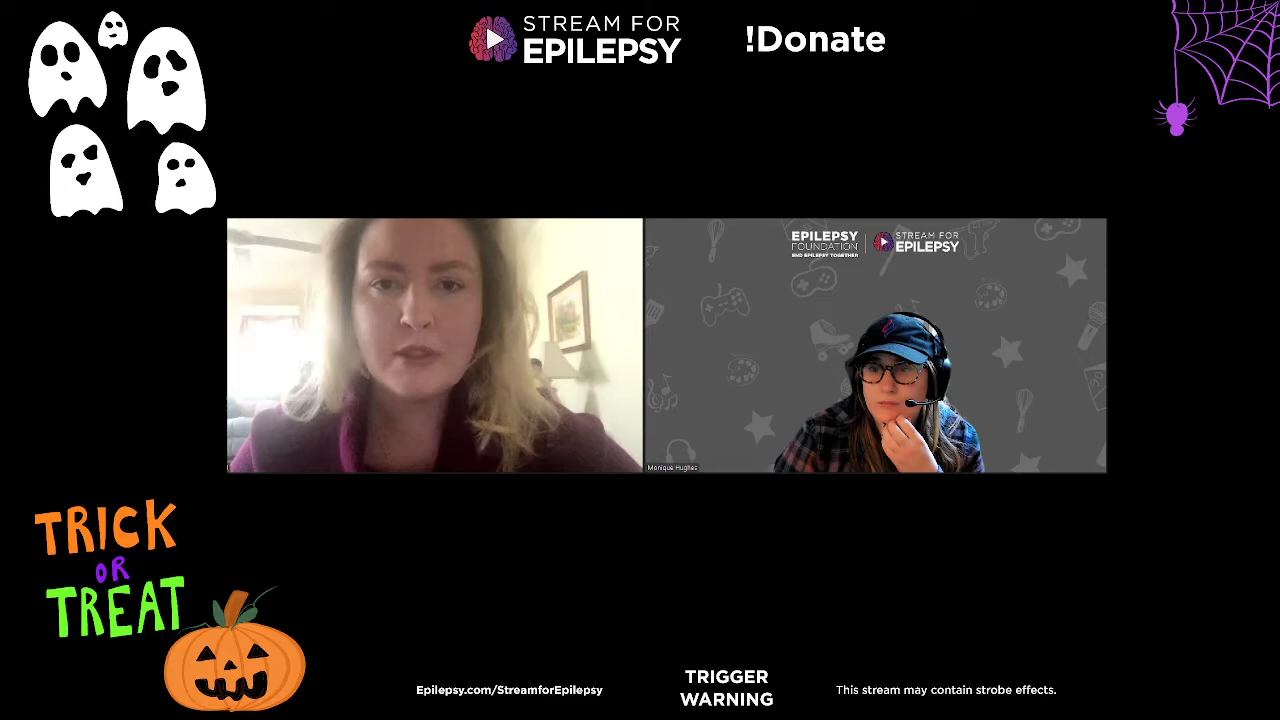 STREAM FOR
EPILEPSY
!Donate
EPILEPSY
FOUNDATION
END EPILEPSY TOGETHER
STREAM FOR
EPILEPSY
Monique Hughes
TRICK
OR
TREAT
Epilepsy.com/StreamforEpilepsy
TRIGGER
WARNING
This stream may contain strobe effects.